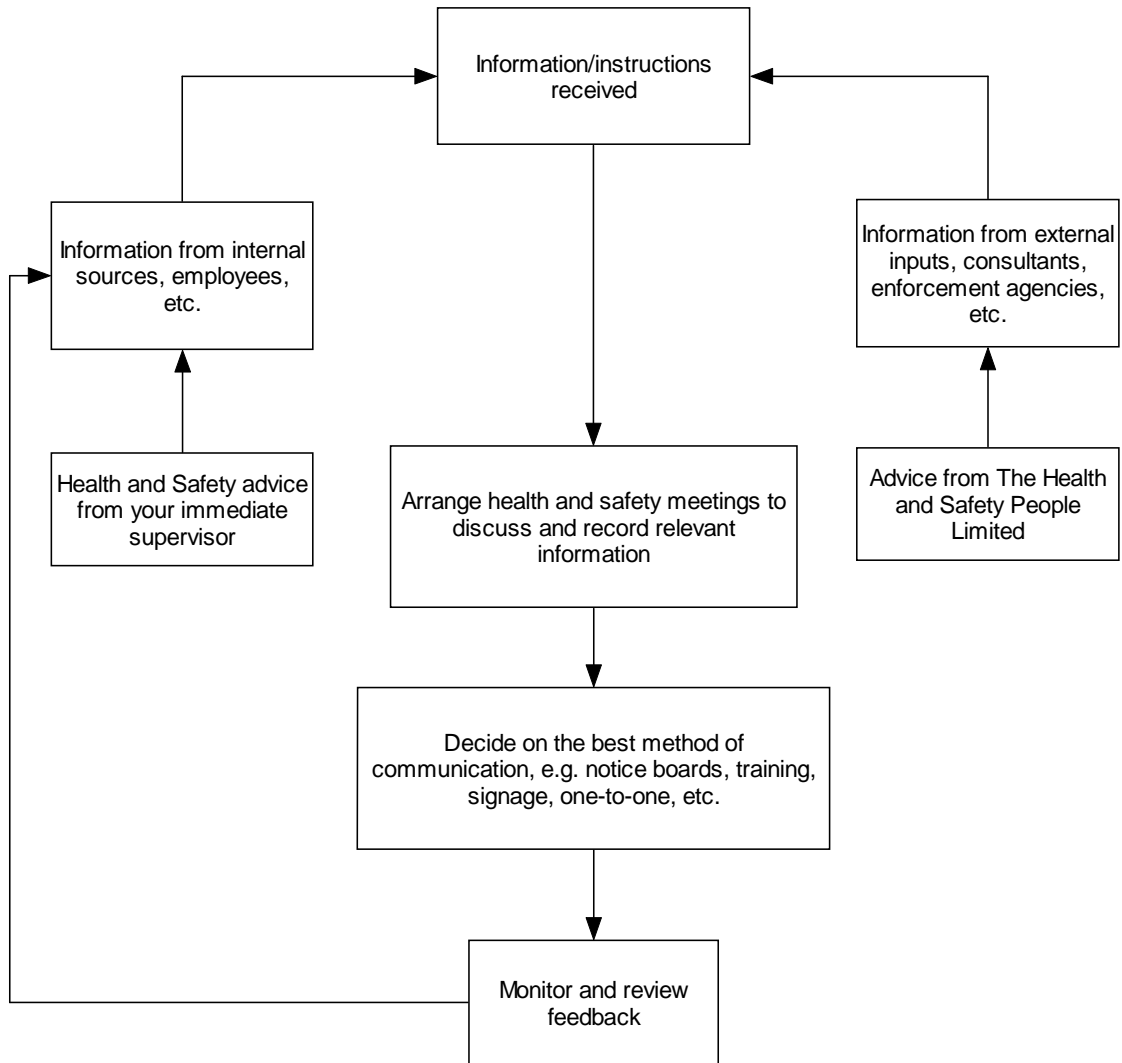 Information/instructions
received
Information from internal
sources, employees,
etc.
Information from external
inputs, consultants,
enforcement agencies,
etc.
Health and Safety advice
from your immediate
supervisor
Arrange health and safety meetings to
discuss and record relevant
information
Advice from The Health
and Safety People
Limited
Decide on the best method of
communication, e.g. notice boards, training,
signage, one-to-one, etc.
Monitor and review
feedback